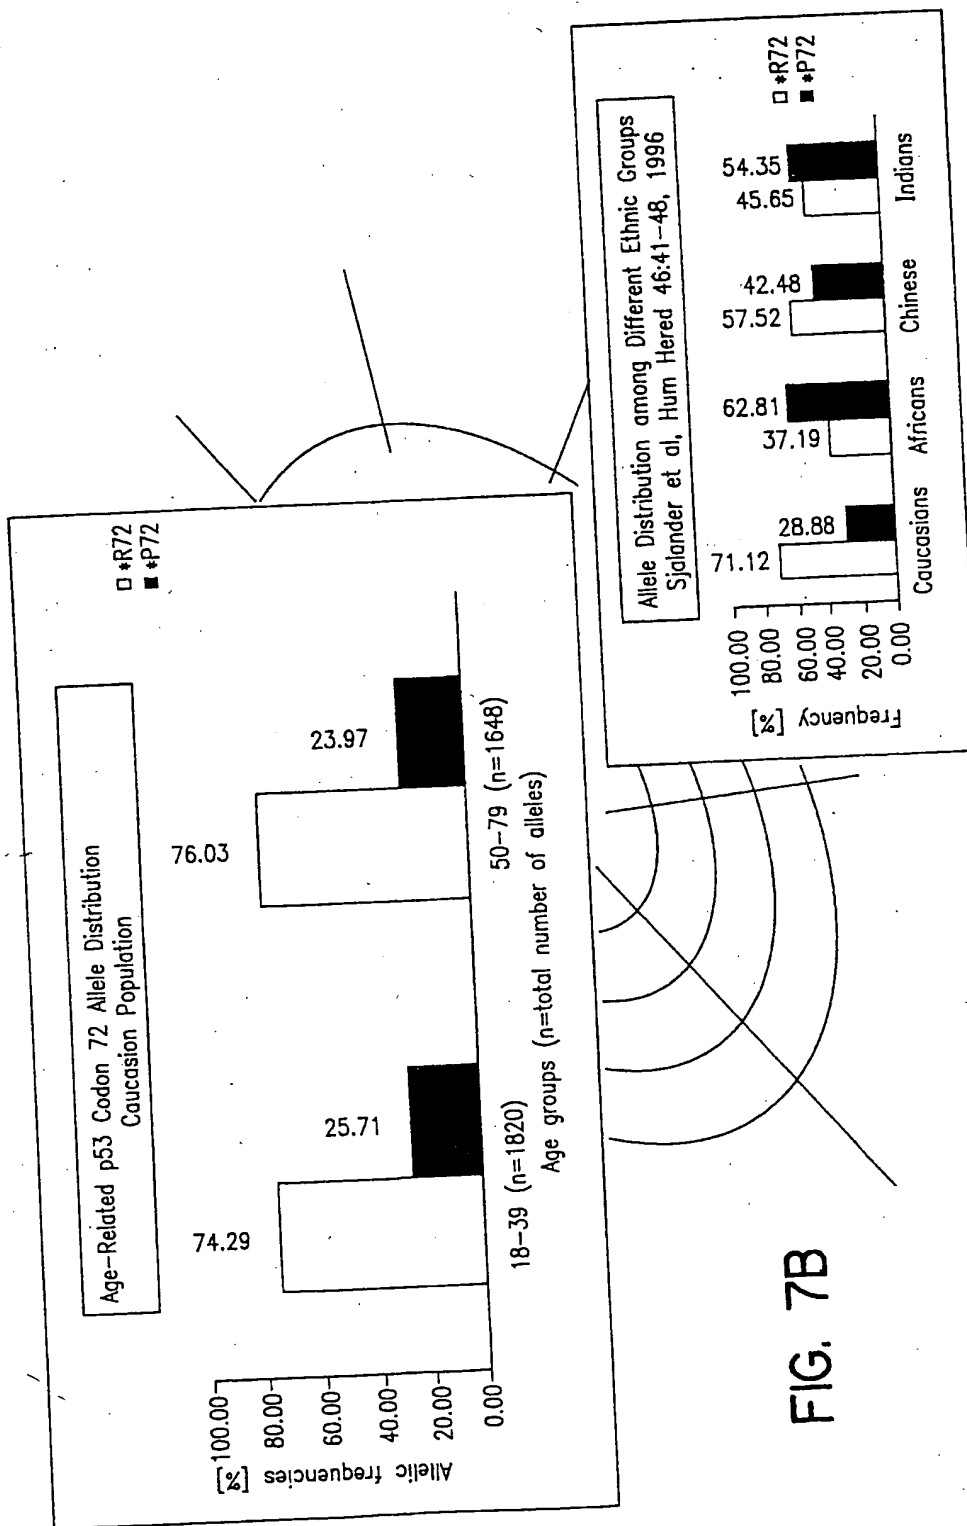 Age-Related p53 Codon 72 Allele Distribution
Caucasion Population
□ *R72
■ *P72
Allelic frequencies [%]
100.00
80.00
60.00
40.00
20.00
0.00
74.29
25.71
76.03
23.97
18-39 (n=1820)
50-79 (n=1648)
Age groups (n=total number of alleles)
Allele Distribution among Different Ethnic Groups
Sjalander et al, Hum Hered 46:41-48, 1996
□ *R72
■ *P72
Frequency [%]
100.00
80.00
60.00
40.00
20.00
0.00
71.12
28.88
37.19
62.81
57.52
42.48
45.65
54.35
Caucasians
Africans
Chinese
Indians
FIG. 7B